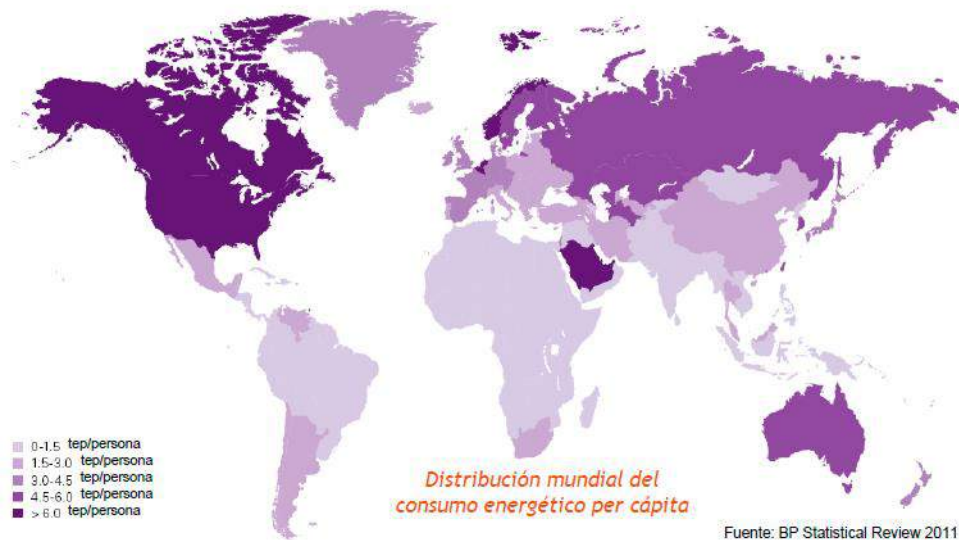 0-1.5 tep/persona
1.5-3.0 tep/persona
3.0-4.5 tep/persona
4.5-6.0 tep/persona
> 6.0 tep/persona
Distribución mundial del
consumo energético per cápita
Fuente: BP Statistical Review 2011